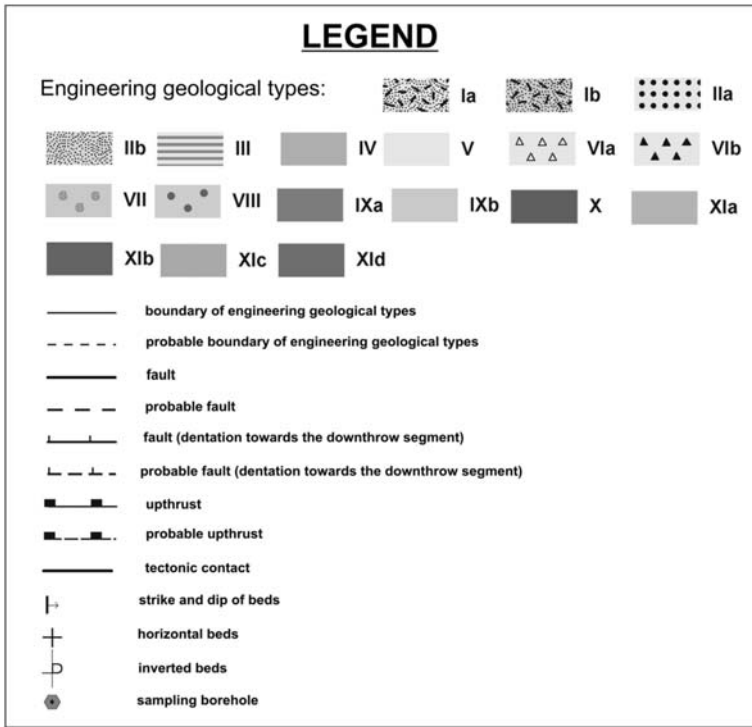 LEGEND
Engineering geological types: Ia Ib IIa
IIb III IV V VIa VIb
VII VIII IXa IXb X XIa
XIb XIc XId
boundary of engineering geological types
probable boundary of engineering geological types
fault
probable fault
fault (dentation towards the downthrow segment)
probable fault (dentation towards the downthrow segment)
upthrust
probable upthrust
tectonic contact
strike and dip of beds
horizontal beds
inverted beds
sampling borehole